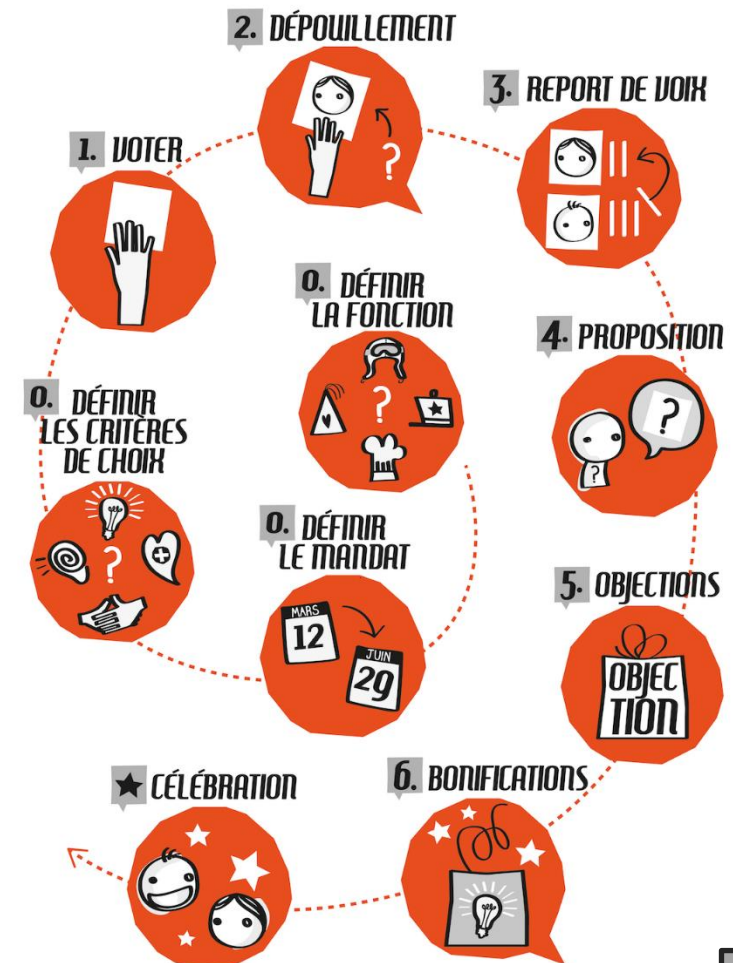 2. DÉPOUILLEMENT
3. REPORT DE VOIX
1. VOTER
?
0. DÉFINIR
LA FONCTION
?
4. PROPOSITION
?
?
0. DÉFINIR
LES CRITÈRES
DE CHOIX
?
0. DÉFINIR
LE MANDAT
MARS
12
JUIN
29
5. OBJECTIONS
OBJEC
TION
6. BONIFICATIONS
★ CÉLÉBRATION